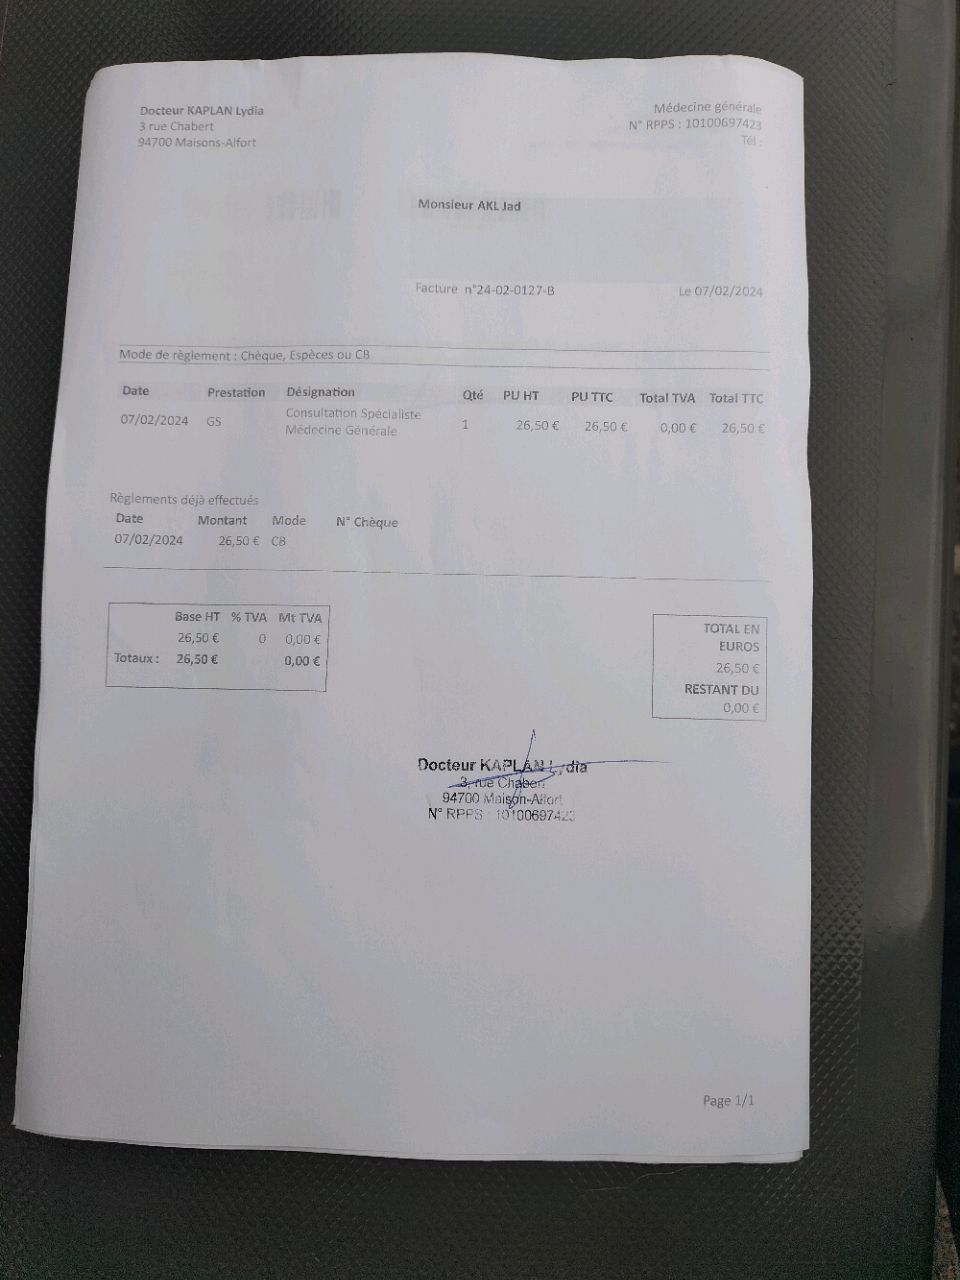 Docteur KAPLAN Lydia
3 rue Chabert
94700 Maisons-Alfort
Médecine générale
N° RPPS : 10100697423
Tél :
Monsieur AKL Jad
Facture n°24-02-0127-B Le 07/02/2024
Mode de règlement : Chèque, Espèces ou CB
Date Prestation Désignation Qté PU HT PU TTC Total TVA Total TTC
07/02/2024 GS Consultation Spécialiste 1 26,50 € 26,50 € 0,00 € 26,50 €
Médecine Générale
Règlements déjà effectués
Date Montant Mode N° Chèque
07/02/2024 26,50 € CB
Base HT % TVA Mt TVA
26,50 € 0 0,00 €
Totaux : 26,50 € 0,00 €
TOTAL EN
EUROS
26,50 €
RESTANT DU
0,00 €
Docteur KAPLAN Lydia
3, rue Chabert
94700 Maison-Alfort
N° RPPS : 10100697423
Page 1/1